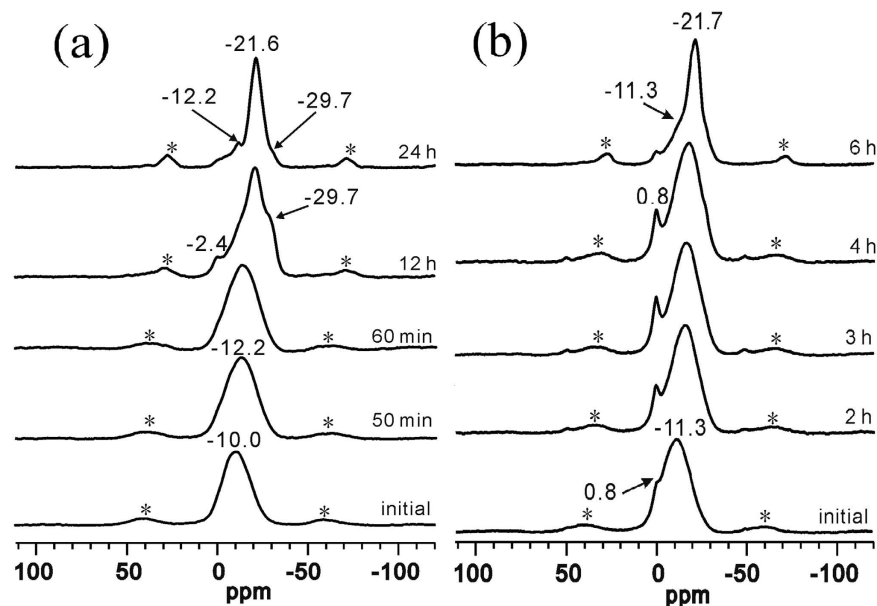 (a)
-21.6
-12.2
-29.7
*
*
24 h
-29.7
-2.4
*
*
12 h
*
*
60 min
-12.2
*
*
50 min
-10.0
*
*
initial
100 50 0 -50 -100
ppm
(b)
-21.7
-11.3
*
*
6 h
0.8
*
*
4 h
*
*
3 h
*
*
2 h
-11.3
0.8
*
*
initial
100 50 0 -50 -100
ppm